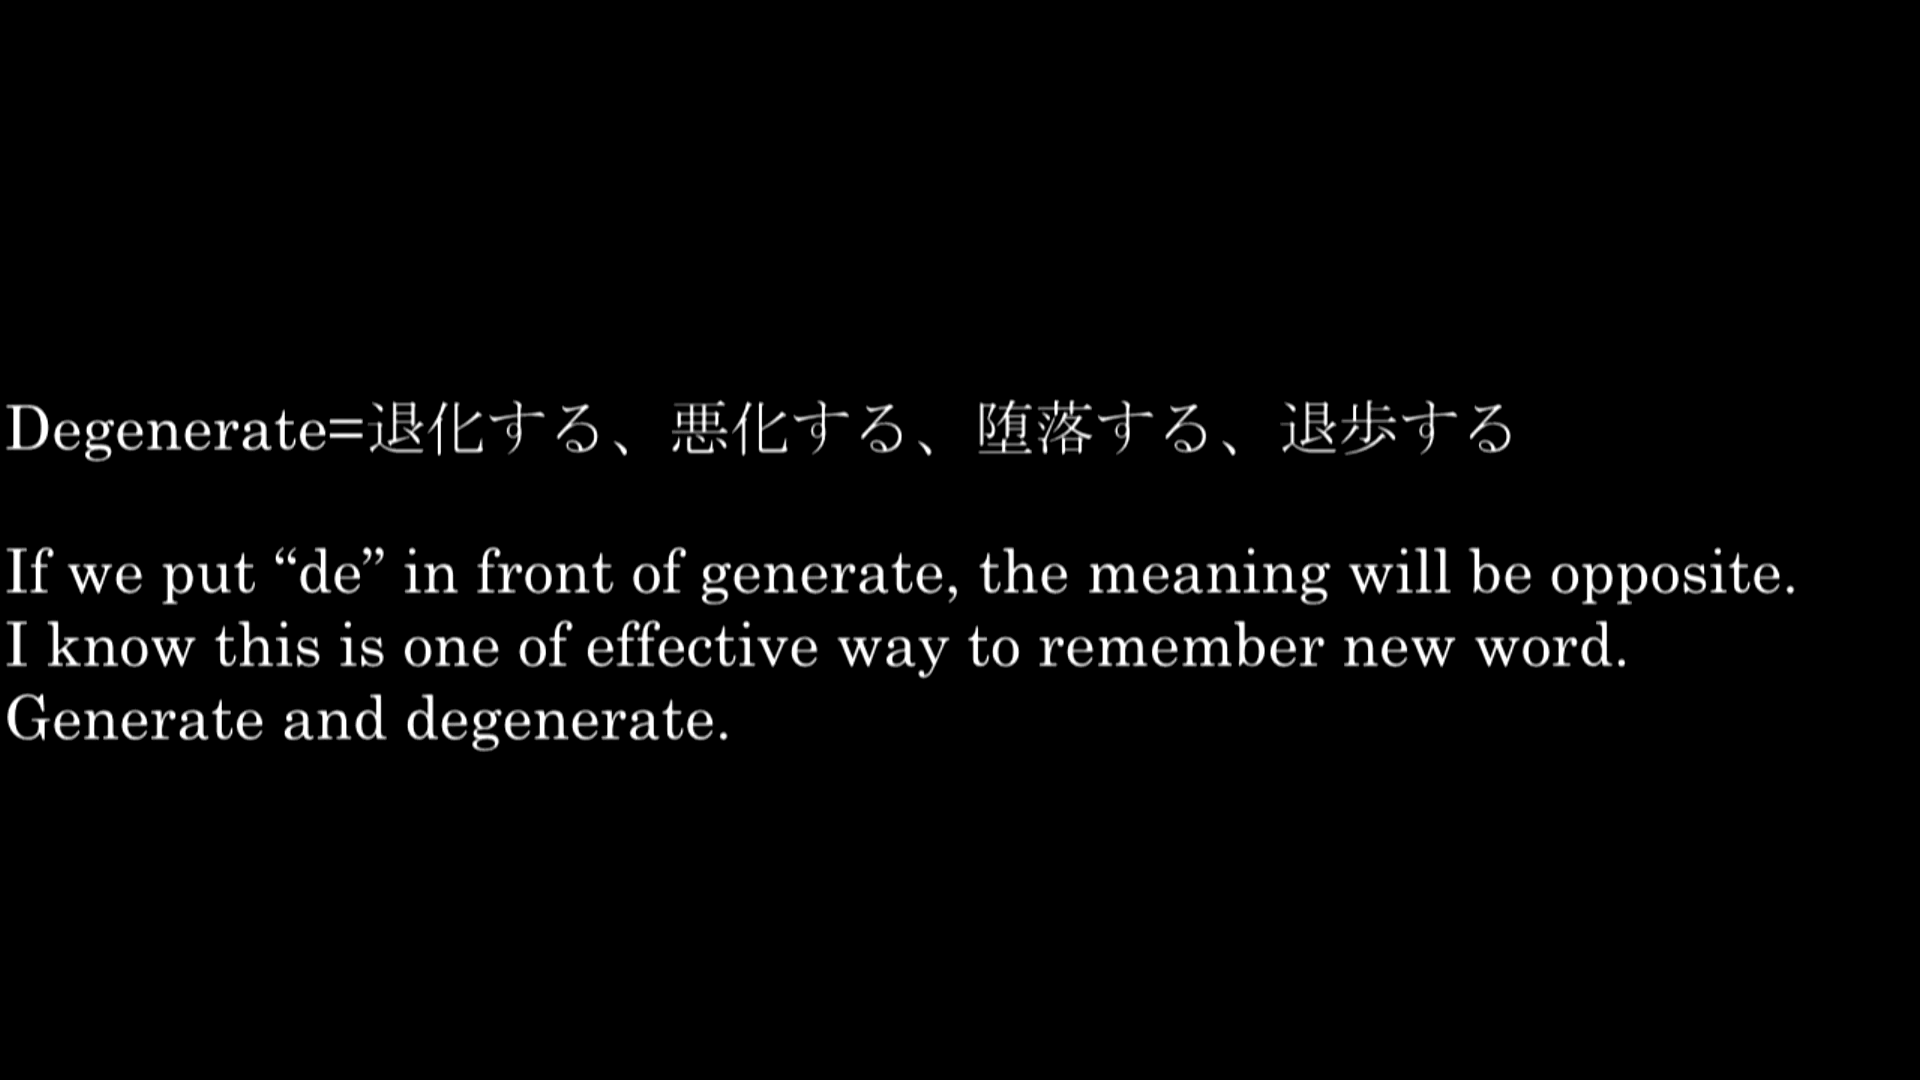 Degenerate=退化する、悪化する、堕落する、退歩する
If we put “de” in front of generate, the meaning will be opposite.
I know this is one of effective way to remember new word.
Generate and degenerate.